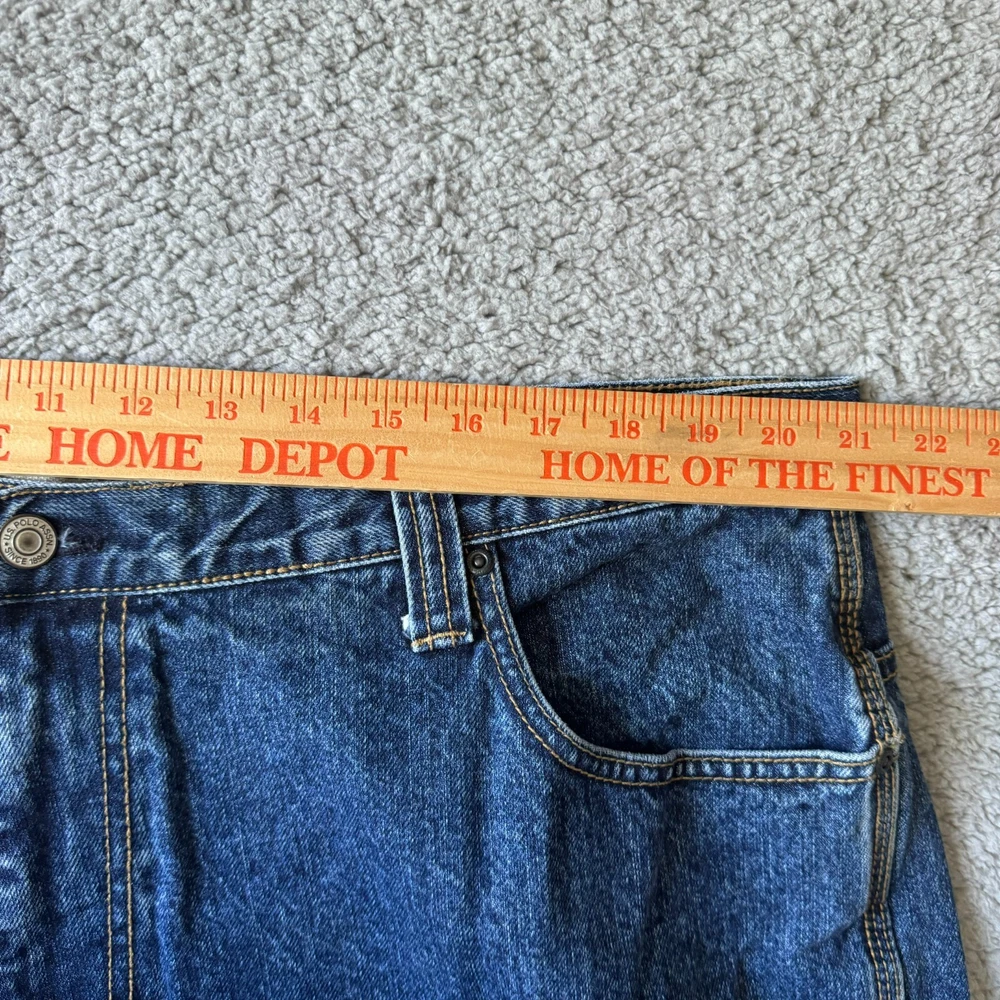 11 12 13 14 15 16 17 18 19 20 21 22
HOME DEPOT HOME OF THE FINEST
U.S. POLO ASSN.
SINCE 1890